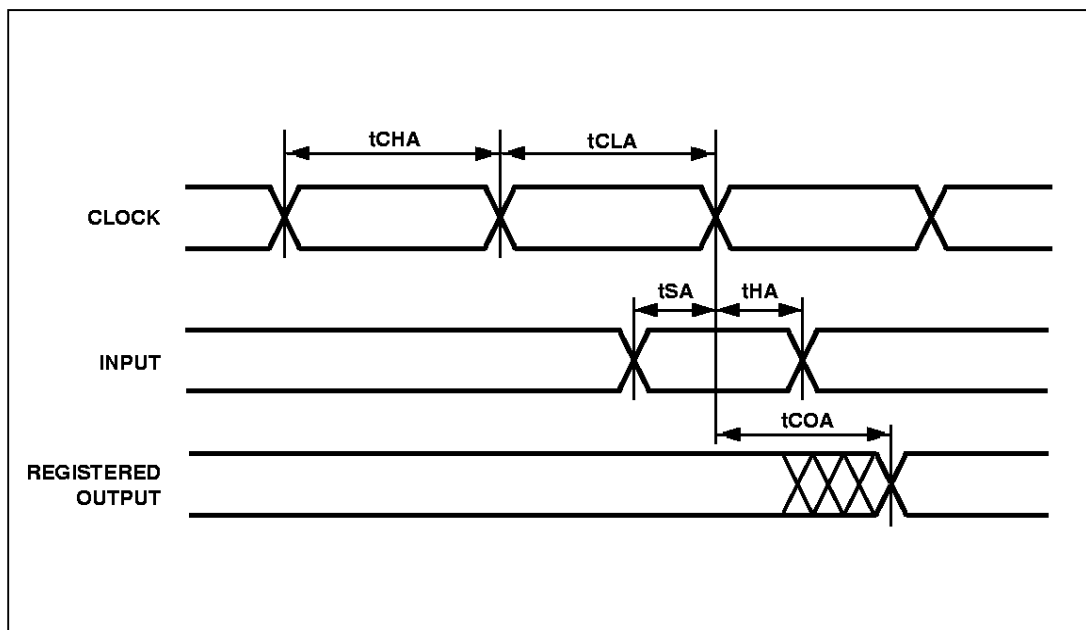 tCHA
tCLA
CLOCK
tSA
tHA
INPUT
tCOA
REGISTERED
OUTPUT